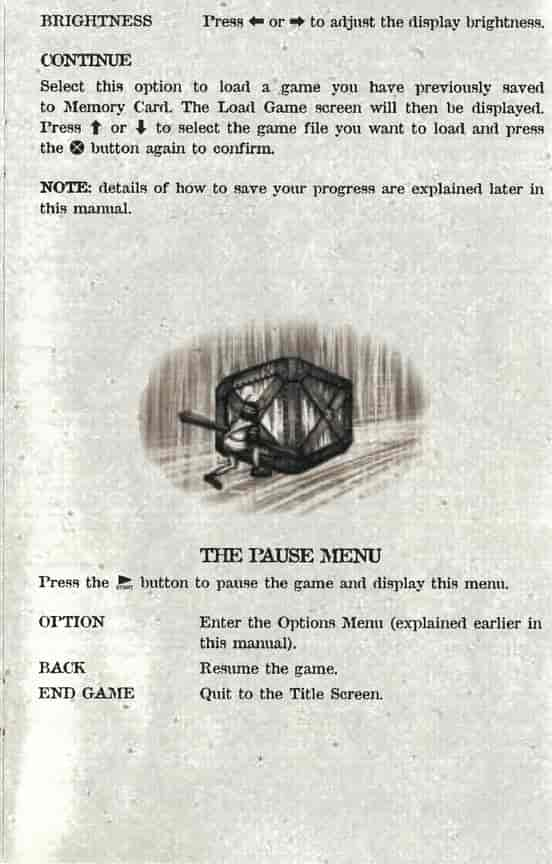 BRIGHTNESS Press ← or → to adjust the display brightness.
CONTINUE
Select this option to load a game you have previously saved
to Memory Card. The Load Game screen will then be displayed.
Press ↑ or ↓ to select the game file you want to load and press
the ⊗ button again to confirm.
NOTE: details of how to save your progress are explained later in
this manual.
THE PAUSE MENU
Press the ▶ button to pause the game and display this menu.
OPTION Enter the Options Menu (explained earlier in
this manual).
BACK Resume the game.
END GAME Quit to the Title Screen.